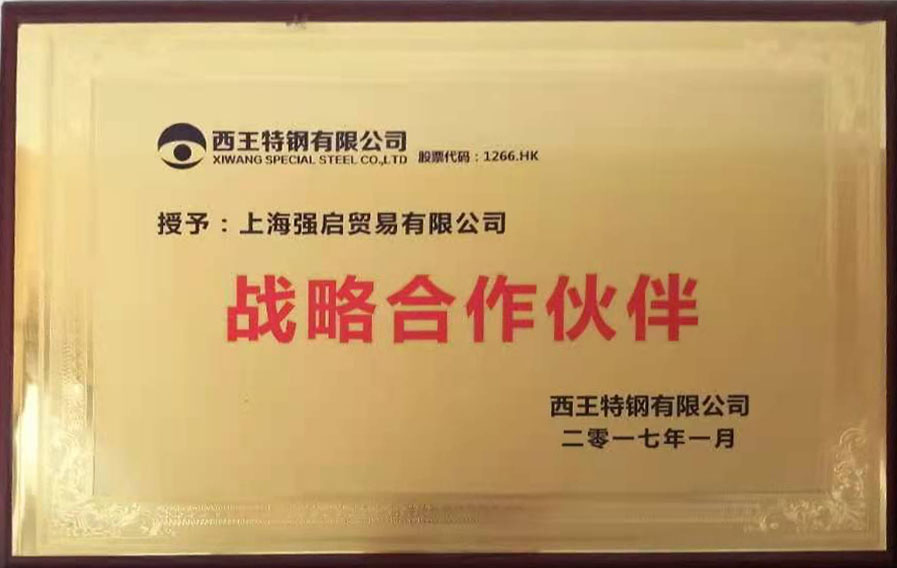 西王特钢有限公司
XIWANG SPECIAL STEEL CO.,LTD 股票代码：1266.HK
授予：上海强启贸易有限公司
战略合作伙伴
西王特钢有限公司
二零一七年一月